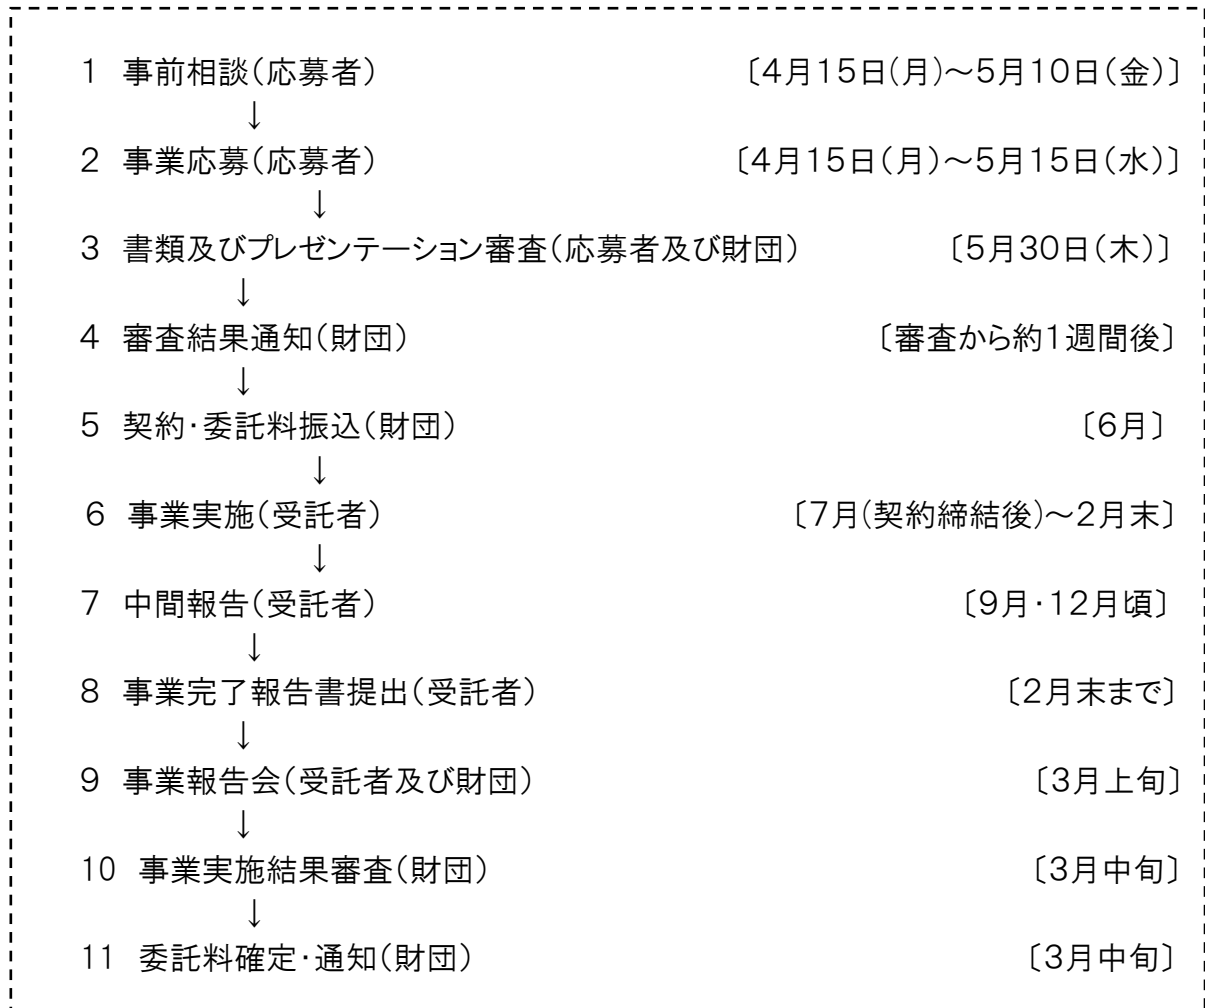 1 事前相談（応募者） 〔4月15日(月)～5月10日（金）〕
↓
2 事業応募（応募者） 〔4月15日（月）～5月15日（水）〕
↓
3 書類及びプレゼンテーション審査（応募者及び財団） 〔5月30日（木）〕
↓
4 審査結果通知（財団） 〔審査から約1週間後〕
↓
5 契約・委託料振込（財団） 〔6月〕
↓
6 事業実施（受託者） 〔7月(契約締結後)～2月末〕
↓
7 中間報告（受託者） 〔9月・12月頃〕
↓
8 事業完了報告書提出（受託者） 〔2月末まで〕
↓
9 事業報告会（受託者及び財団） 〔3月上旬〕
↓
10 事業実施結果審査（財団） 〔3月中旬〕
↓
11 委託料確定・通知（財団） 〔3月中旬〕